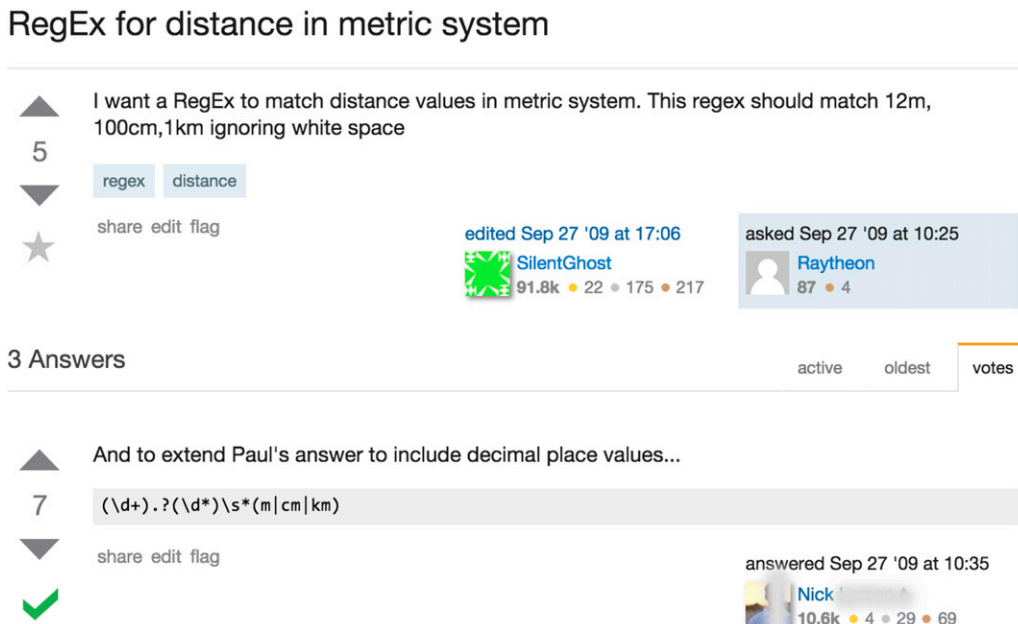 RegEx for distance in metric system
I want a RegEx to match distance values in metric system. This regex should match 12m,
100cm,1km ignoring white space
5
regex distance
share edit flag
edited Sep 27 '09 at 17:06
SilentGhost
91.8k 22 175 217
asked Sep 27 '09 at 10:25
Raytheon
87 4
3 Answers
active oldest votes
And to extend Paul's answer to include decimal place values...
7
(\d+).?(\d*)\s*(m|cm|km)
share edit flag
answered Sep 27 '09 at 10:35
Nick
10.6k 4 29 69